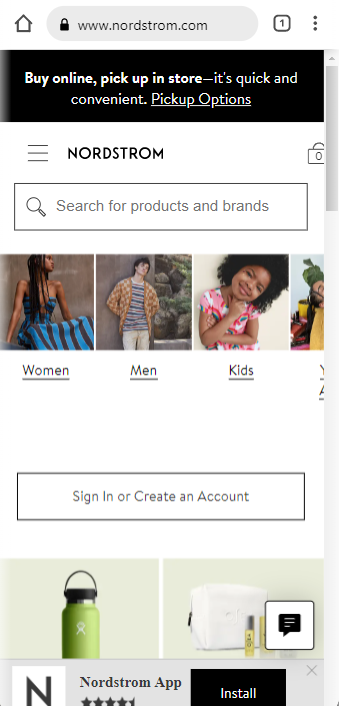 www.nordstrom.com
1
Buy online, pick up in store—it's quick and
convenient. Pickup Options
NORDSTROM
0
Search for products and brands
Women
Men
Kids
Y
A
Sign In or Create an Account
N
Nordstrom App
Install